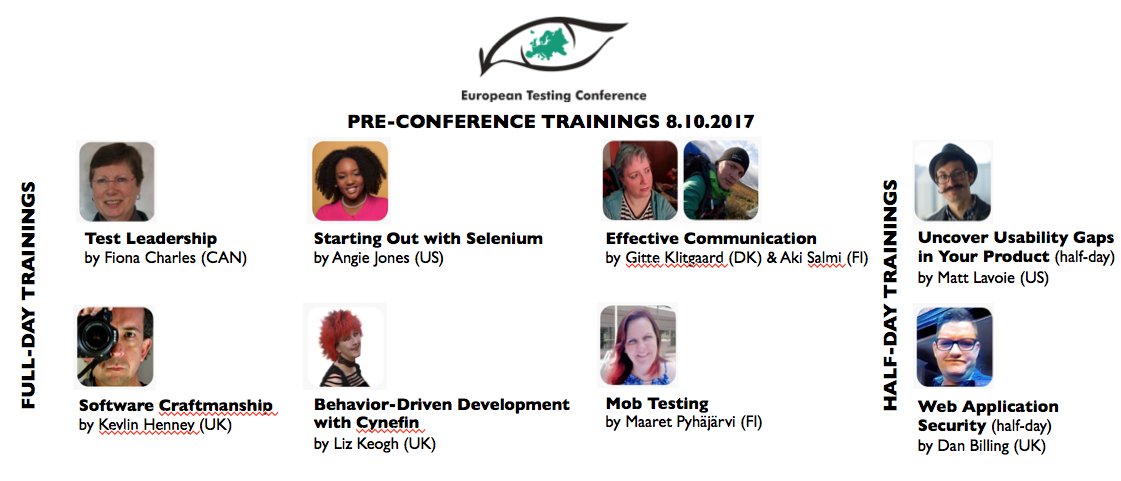 European Testing Conference
PRE-CONFERENCE TRAININGS 8.10.2017
FULL-DAY TRAININGS
Test Leadership
by Fiona Charles (CAN)
Starting Out with Selenium
by Angie Jones (US)
Effective Communication
by Gitte Klitgaard (DK) & Aki Salmi (FI)
Software Craftmanship
by Kevlin Henney (UK)
Behavior-Driven Development
with Cynefin
by Liz Keogh (UK)
Mob Testing
by Maaret Pyhäjärvi (FI)
HALF-DAY TRAININGS
Uncover Usability Gaps
in Your Product (half-day)
by Matt Lavoie (US)
Web Application
Security (half-day)
by Dan Billing (UK)